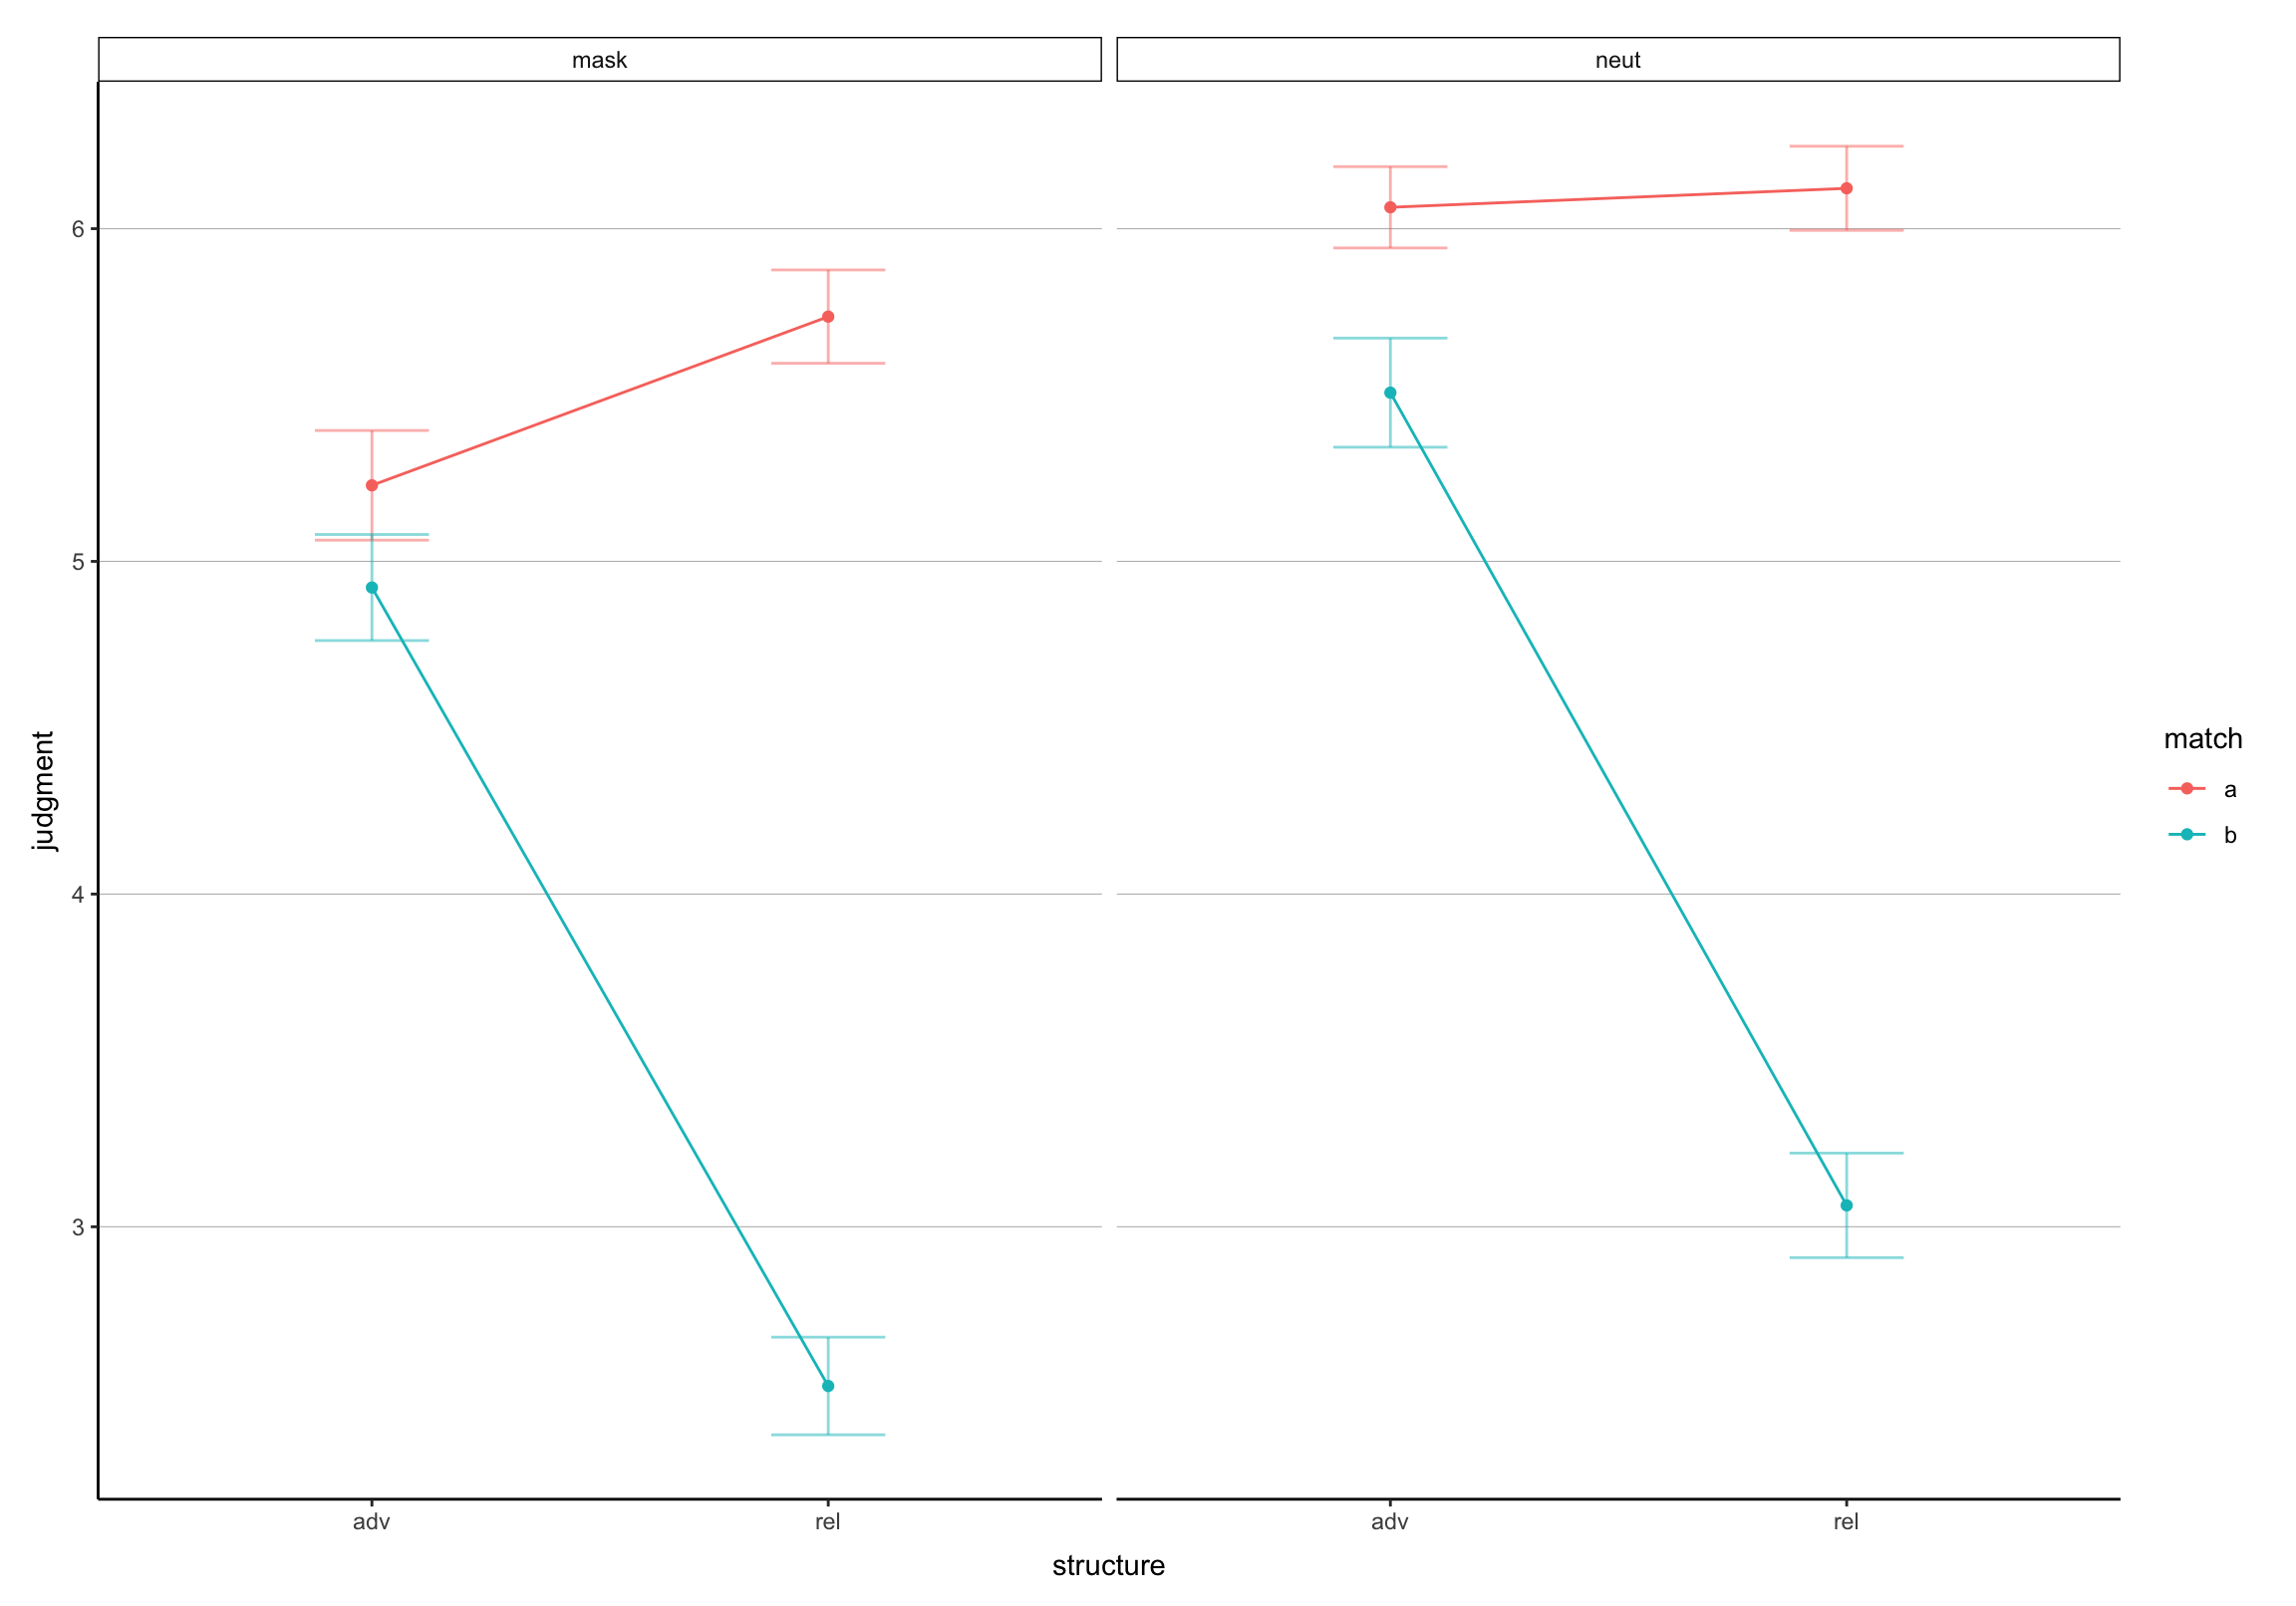 mask
neut
6
5
4
3
judgment
adv
rel
adv
rel
structure
match
a
b